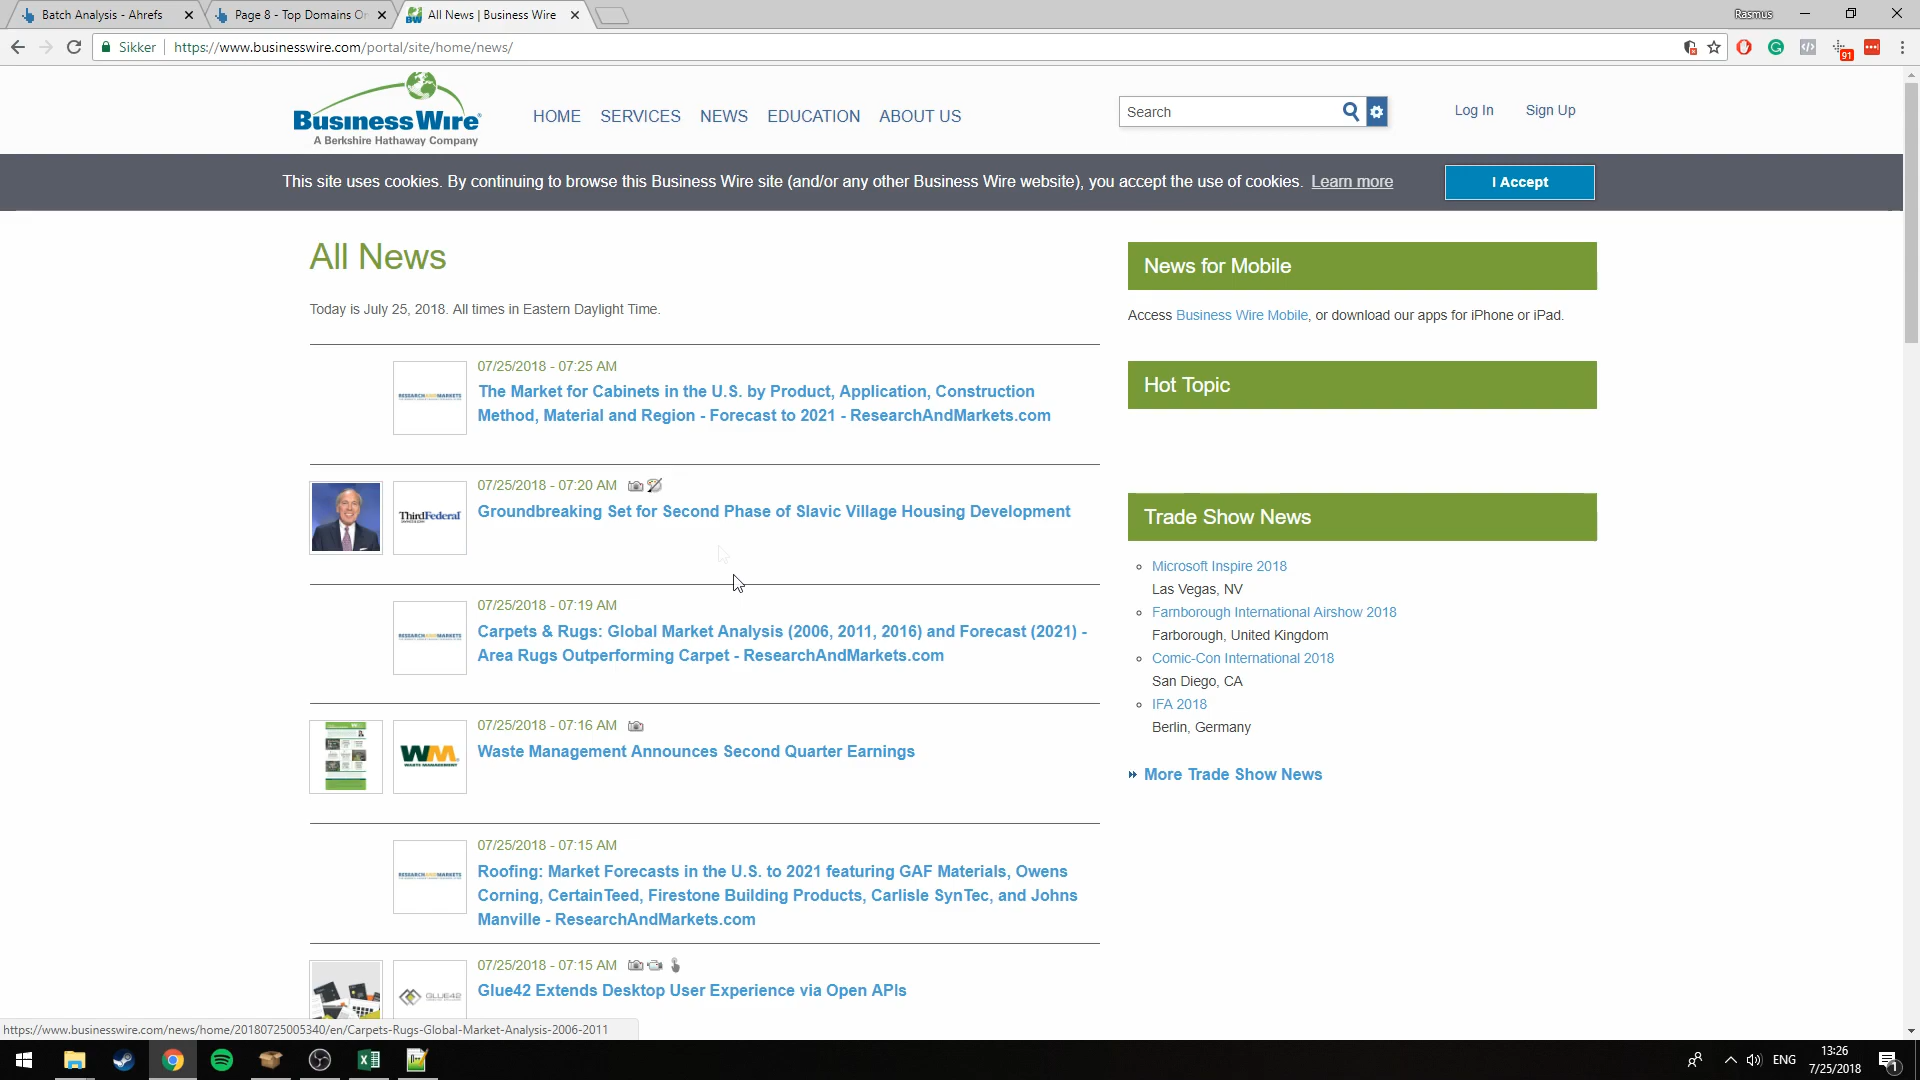 Batch Analysis - Ahrefs
Page 8 - Top Domains Or
All News | Business Wire
Rasmus
Sikker
https://www.businesswire.com/portal/site/home/news/
91
BusinessWire
A Berkshire Hathaway Company
HOME SERVICES NEWS EDUCATION ABOUT US
Search
Log In Sign Up
This site uses cookies. By continuing to browse this Business Wire site (and/or any other Business Wire website), you accept the use of cookies. Learn more
I Accept
All News
Today is July 25, 2018. All times in Eastern Daylight Time.
07/25/2018 - 07:25 AM
The Market for Cabinets in the U.S. by Product, Application, Construction
Method, Material and Region - Forecast to 2021 - ResearchAndMarkets.com
RESEARCH AND MARKETS
07/25/2018 - 07:20 AM
Groundbreaking Set for Second Phase of Slavic Village Housing Development
ThirdFederal
07/25/2018 - 07:19 AM
Carpets & Rugs: Global Market Analysis (2006, 2011, 2016) and Forecast (2021) -
Area Rugs Outperforming Carpet - ResearchAndMarkets.com
RESEARCH AND MARKETS
07/25/2018 - 07:16 AM
Waste Management Announces Second Quarter Earnings
WM
WASTE MANAGEMENT
07/25/2018 - 07:15 AM
Roofing: Market Forecasts in the U.S. to 2021 featuring GAF Materials, Owens
Corning, CertainTeed, Firestone Building Products, Carlisle SynTec, and Johns
Manville - ResearchAndMarkets.com
RESEARCH AND MARKETS
07/25/2018 - 07:15 AM
Glue42 Extends Desktop User Experience via Open APIs
GLUE42
News for Mobile
Access Business Wire Mobile, or download our apps for iPhone or iPad.
Hot Topic
Trade Show News
Microsoft Inspire 2018
Las Vegas, NV
Farnborough International Airshow 2018
Farborough, United Kingdom
Comic-Con International 2018
San Diego, CA
IFA 2018
Berlin, Germany
More Trade Show News
https://www.businesswire.com/news/home/20180725005340/en/Carpets-Rugs-Global-Market-Analysis-2006-2011
ENG
13:26
7/25/2018
1